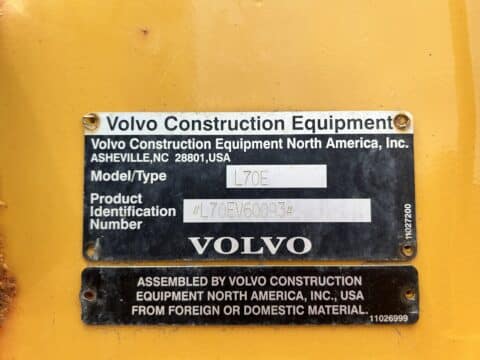 Volvo Construction Equipment
Volvo Construction Equipment North America, Inc.
ASHEVILLE,NC 28801,USA
Model/Type L70E
Product
Identification #L70EV60093#
Number
11027200
VOLVO
ASSEMBLED BY VOLVO CONSTRUCTION
EQUIPMENT NORTH AMERICA, INC., USA
FROM FOREIGN OR DOMESTIC MATERIAL.
11026999